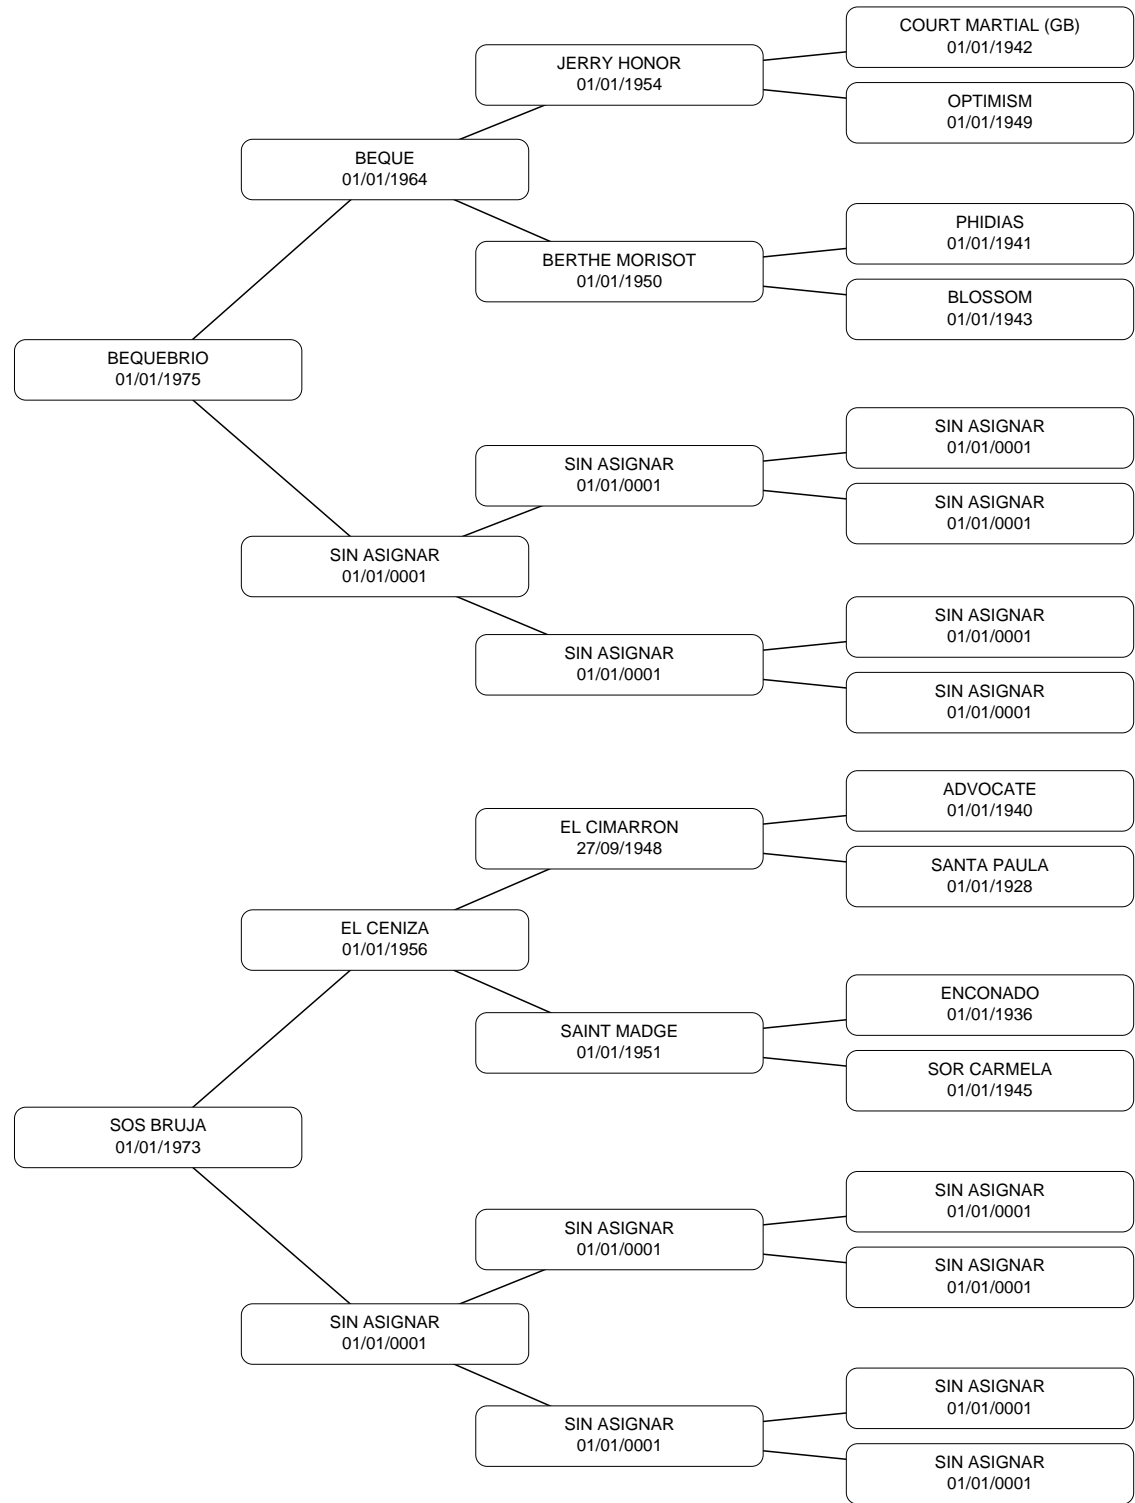 COURT MARTIAL (GB)
01/01/1942
JERRY HONOR
01/01/1954
OPTIMISM
01/01/1949
BEQUE
01/01/1964
PHIDIAS
01/01/1941
BERTHE MORISOT
01/01/1950
BLOSSOM
01/01/1943
BEQUEBRIO
01/01/1975
SIN ASIGNAR
01/01/0001
SIN ASIGNAR
01/01/0001
SIN ASIGNAR
01/01/0001
SIN ASIGNAR
01/01/0001
SIN ASIGNAR
01/01/0001
SIN ASIGNAR
01/01/0001
SIN ASIGNAR
01/01/0001
ADVOCATE
01/01/1940
EL CIMARRON
27/09/1948
SANTA PAULA
01/01/1928
EL CENIZA
01/01/1956
ENCONADO
01/01/1936
SAINT MADGE
01/01/1951
SOR CARMELA
01/01/1945
SOS BRUJA
01/01/1973
SIN ASIGNAR
01/01/0001
SIN ASIGNAR
01/01/0001
SIN ASIGNAR
01/01/0001
SIN ASIGNAR
01/01/0001
SIN ASIGNAR
01/01/0001
SIN ASIGNAR
01/01/0001
SIN ASIGNAR
01/01/0001